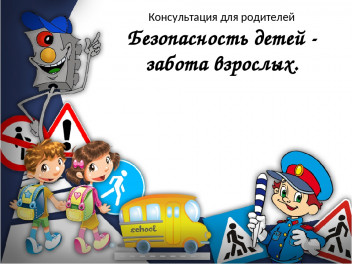 Консультация для родителей
Безопасность детей -
забота взрослых.
school